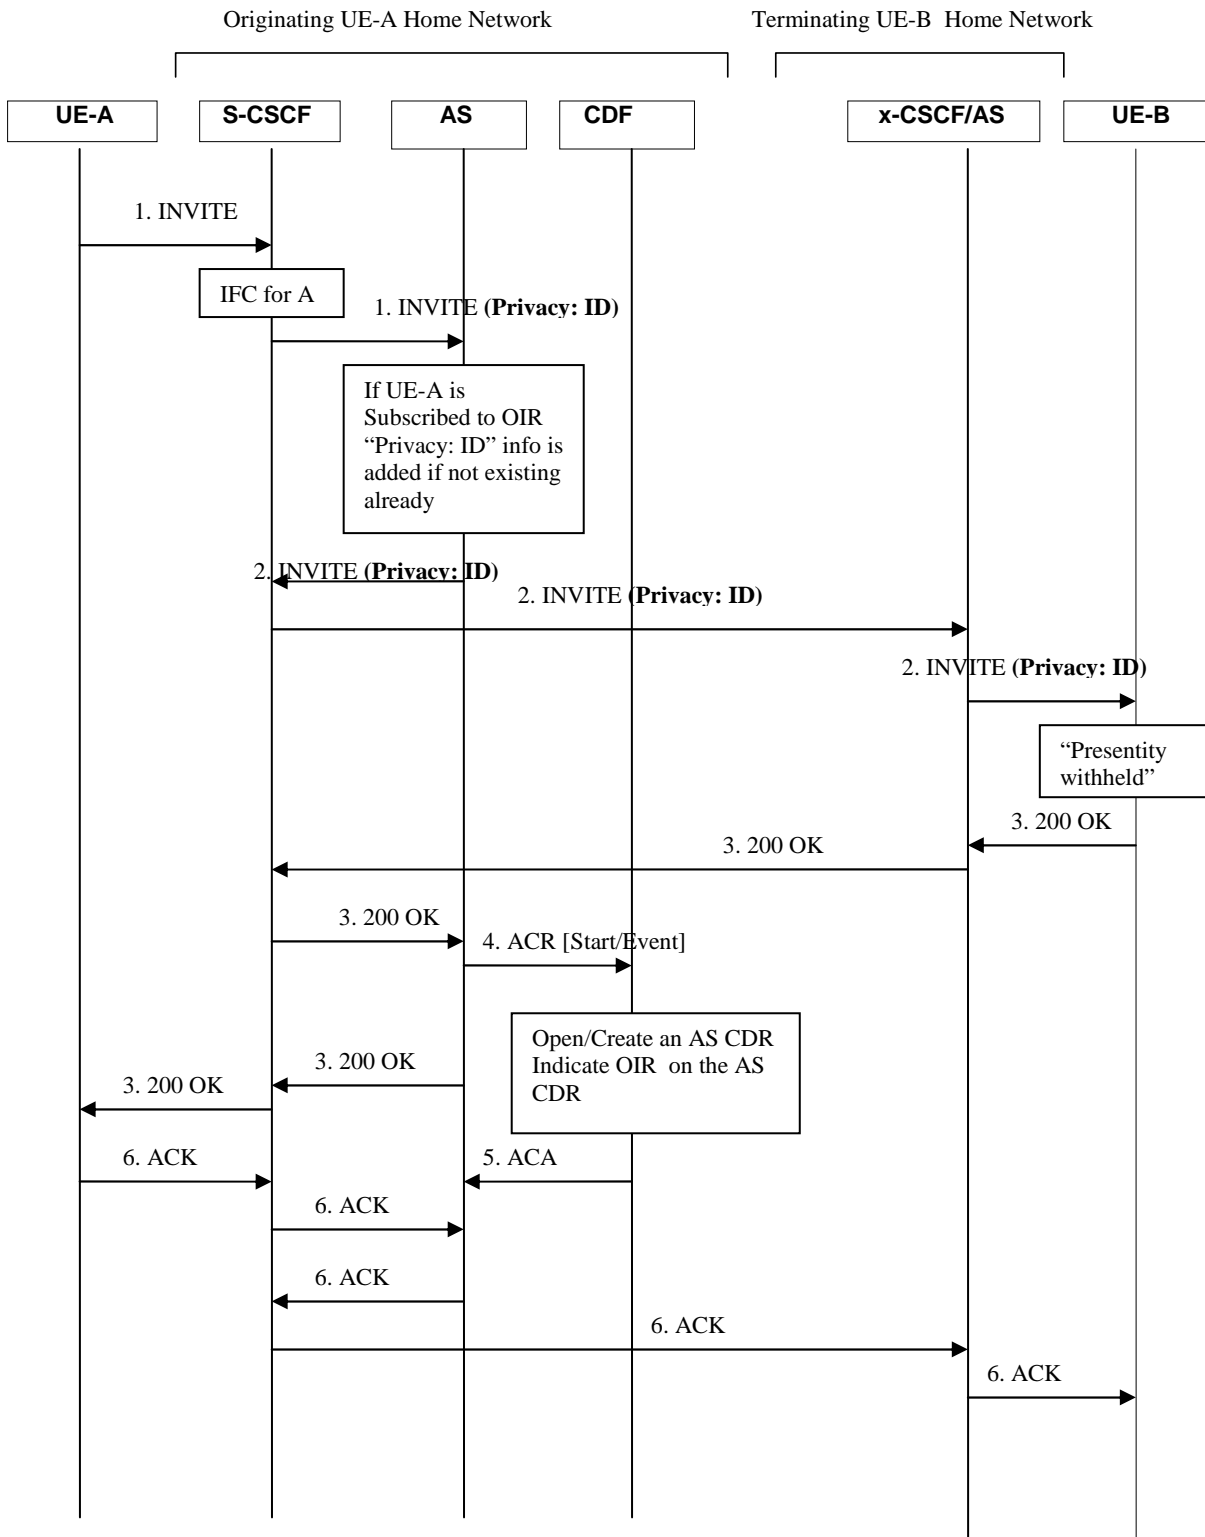 Originating UE-A Home Network
Terminating UE-B Home Network
UE-A
S-CSCF
AS
CDF
x-CSCF/AS
UE-B
1. INVITE
IFC for A
1. INVITE (Privacy: ID)
If UE-A is
Subscribed to OIR
“Privacy: ID” info is
added if not existing
already
2. INVITE (Privacy: ID)
2. INVITE (Privacy: ID)
2. INVITE (Privacy: ID)
“Presentity
withheld”
3. 200 OK
3. 200 OK
3. 200 OK
4. ACR [Start/Event]
Open/Create an AS CDR
Indicate OIR on the AS
CDR
3. 200 OK
3. 200 OK
6. ACK
5. ACA
6. ACK
6. ACK
6. ACK
6. ACK